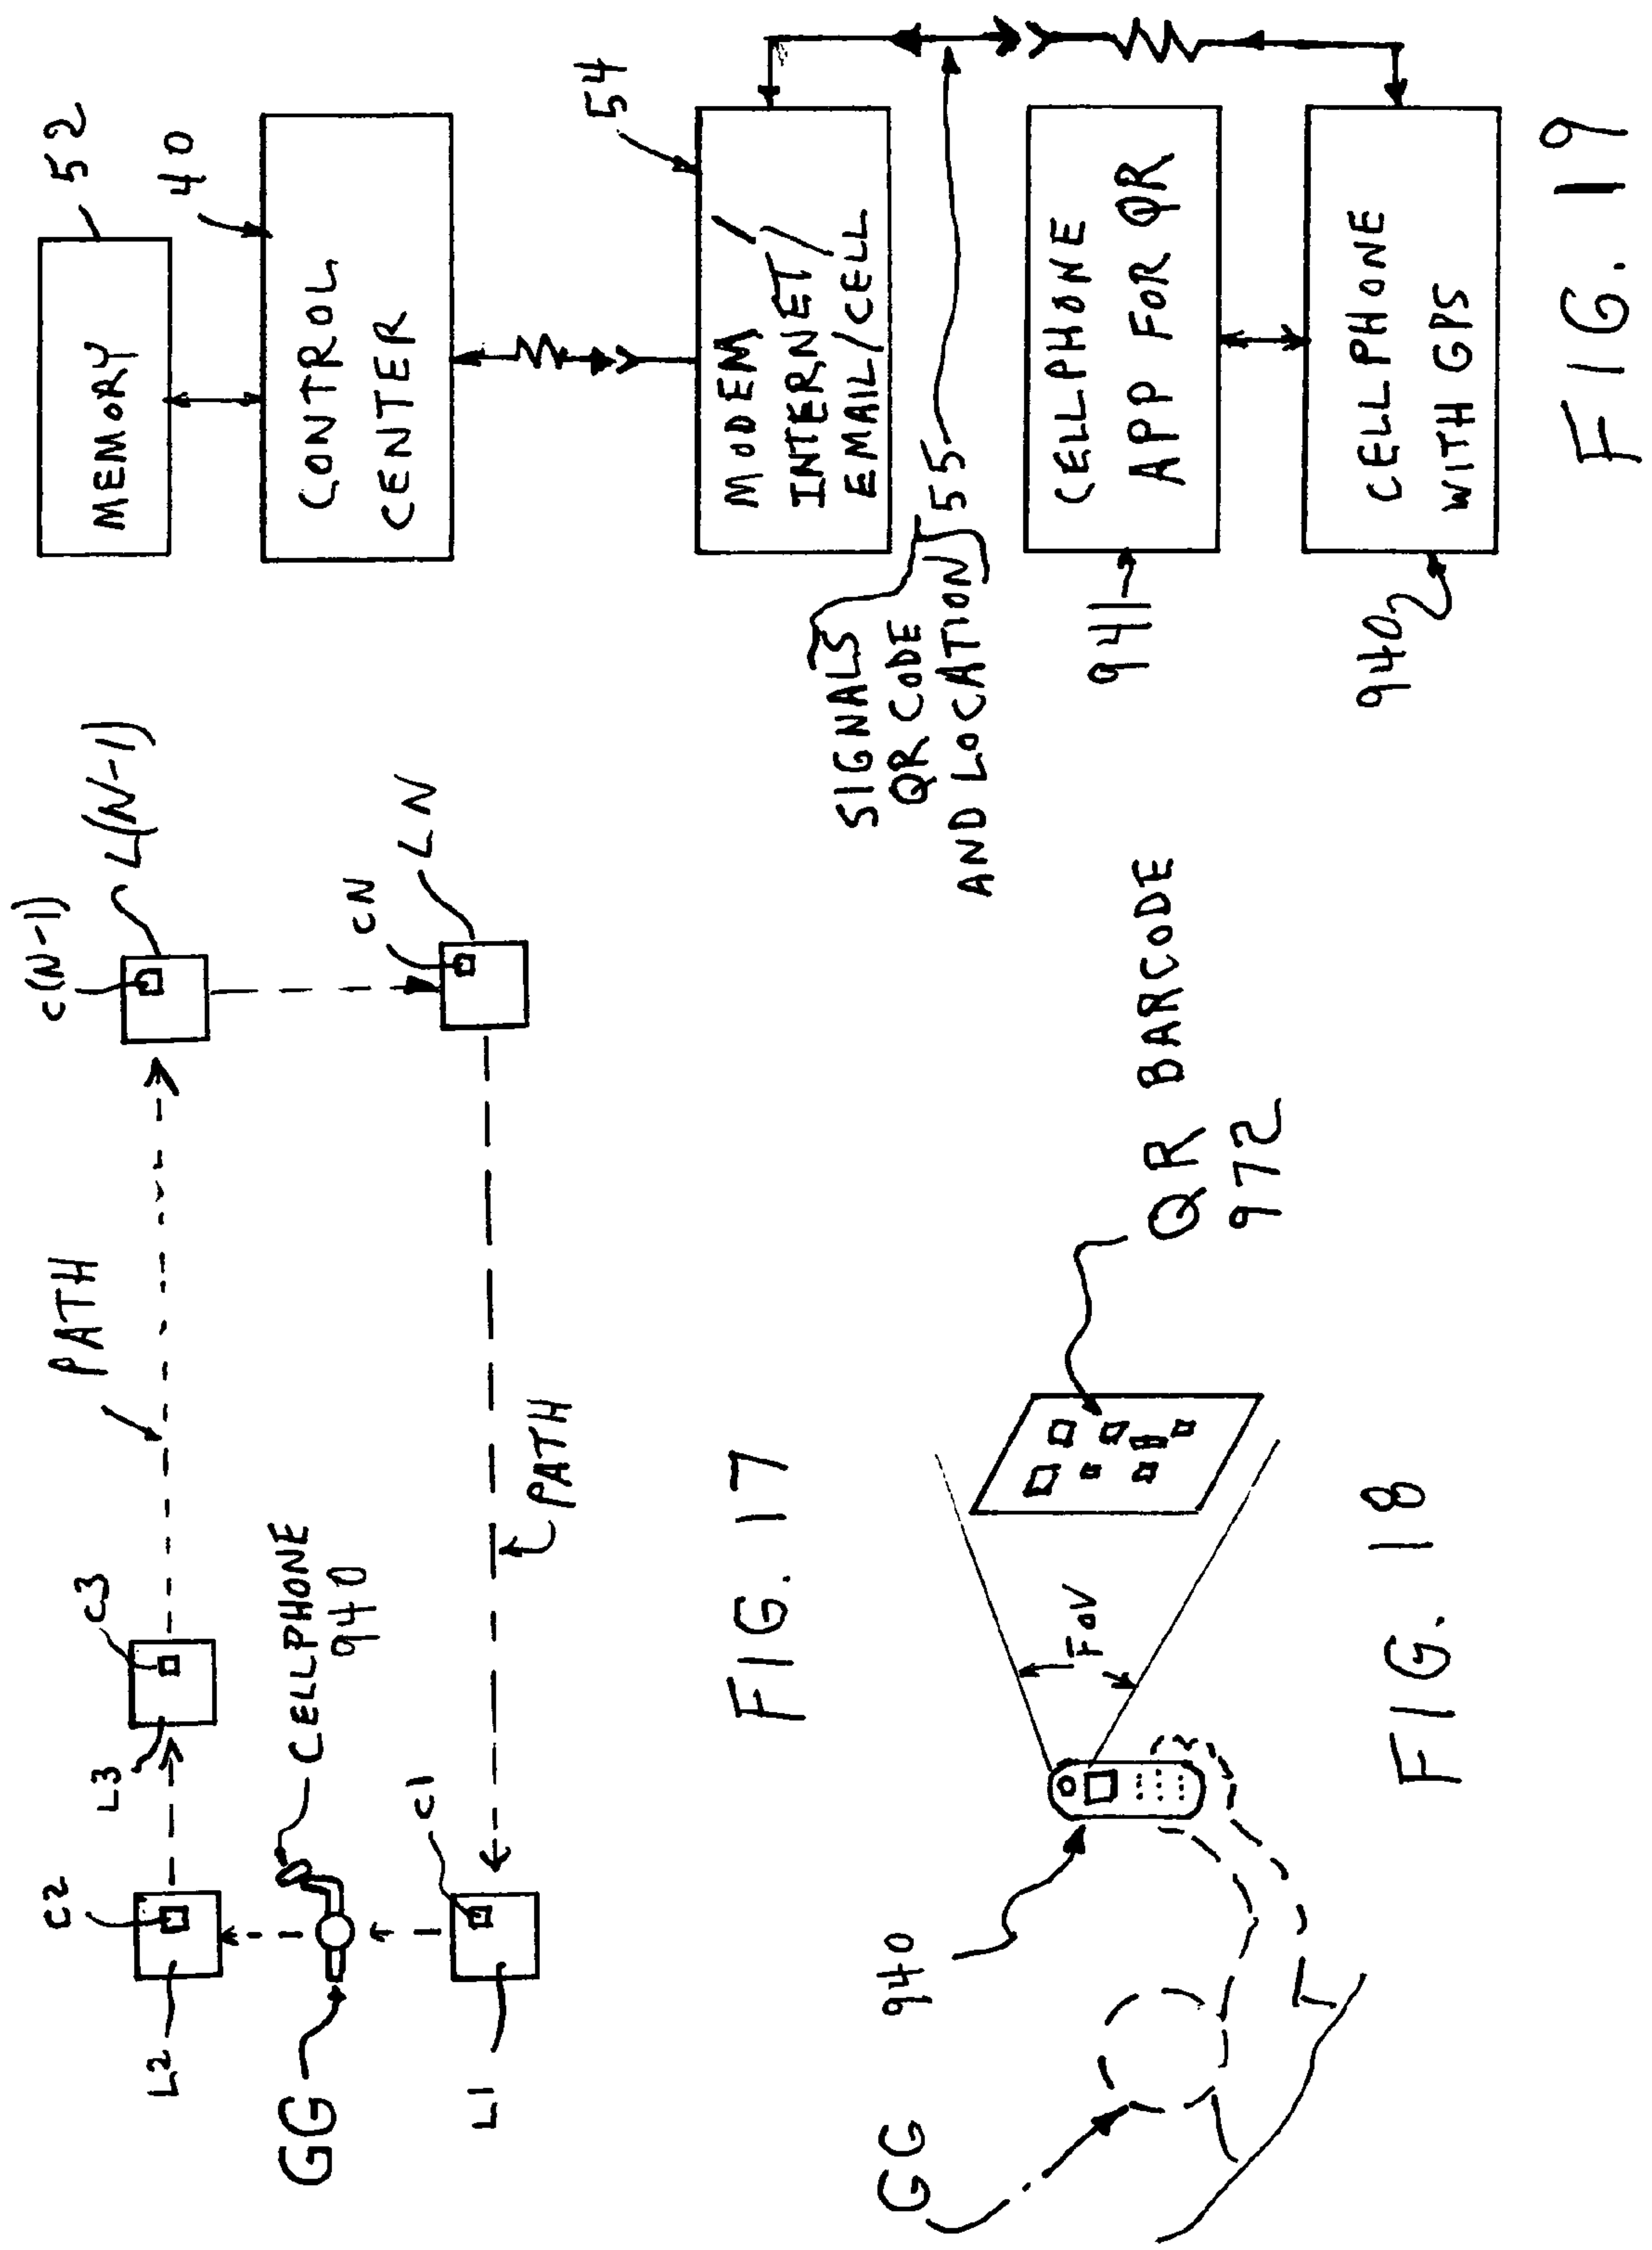 C(N-1)
L(N-1)
PATH
C3
L3
C2
L2
CELLPHONE
940
GG
CN
LN
C1
L1
PATH
FIG. 17
GG
940
FOV
QR BARCODE
972
FIG. 18
MEMORY
52
40
CONTROL
CENTER
54
MODEM/
INTERNET/
EMAIL/CELL
SIGNALS
QR CODE
AND LOCATION
55
941
CELLPHONE
APP FOR QR
940
CELLPHONE
WITH GPS
FIG. 19